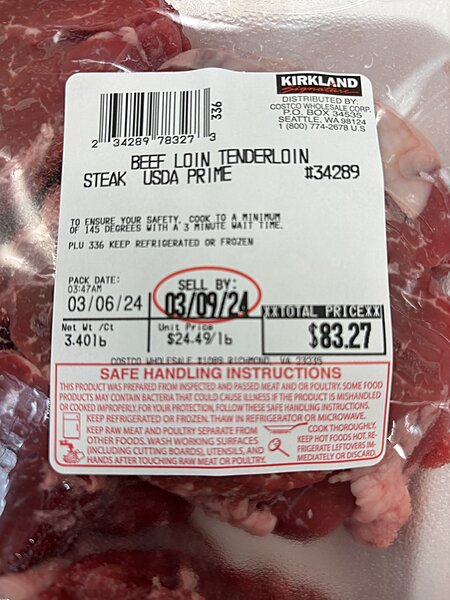 KIRKLAND
Signature
DISTRIBUTED BY:
COSTCO WHOLESALE CORP.
P.O. BOX 34535
SEATTLE, WA 98124
1 (800) 774-2678 U.S
336
2 34289 78327 3
BEEF LOIN TENDERLOIN
STEAK USDA PRIME #34289
TO ENSURE YOUR SAFETY, COOK TO A MINIMUM
OF 145 DEGREES WITH A 3 MINUTE WAIT TIME.
PLU 336 KEEP REFRIGERATED OR FROZEN
PACK DATE:
03:47AM
03/06/24
SELL BY:
03/09/24
XXTOTAL PRICEXX
Net Wt /Ct
3.40lb
Unit Price
$24.49/lb
$83.27
COSTCO WHOLESALE #1089 RICHMOND, VA 23235
SAFE HANDLING INSTRUCTIONS
THIS PRODUCT WAS PREPARED FROM INSPECTED AND PASSED MEAT AND OR POULTRY. SOME FOOD
PRODUCTS MAY CONTAIN BACTERIA THAT COULD CAUSE ILLNESS IF THE PRODUCT IS MISHANDLED
OR COOKED IMPROPERLY. FOR YOUR PROTECTION, FOLLOW THESE SAFE HANDLING INSTRUCTIONS.
KEEP REFRIGERATED OR FROZEN. THAW IN REFRIGERATOR OR MICROWAVE.
KEEP RAW MEAT AND POULTRY SEPARATE FROM
OTHER FOODS. WASH WORKING SURFACES
(INCLUDING CUTTING BOARDS), UTENSILS, AND
HANDS AFTER TOUCHING RAW MEAT OR POULTRY.
COOK THOROUGHLY.
KEEP HOT FOODS HOT. RE-
FRIGERATE LEFTOVERS IM-
MEDIATELY OR DISCARD.